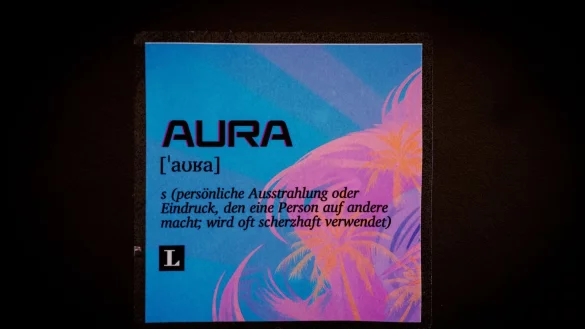 AURA
[ˈaʊʁa]
s (persönliche Ausstrahlung oder
Eindruck, den eine Person auf andere
macht; wird oft scherzhaft verwendet)
L